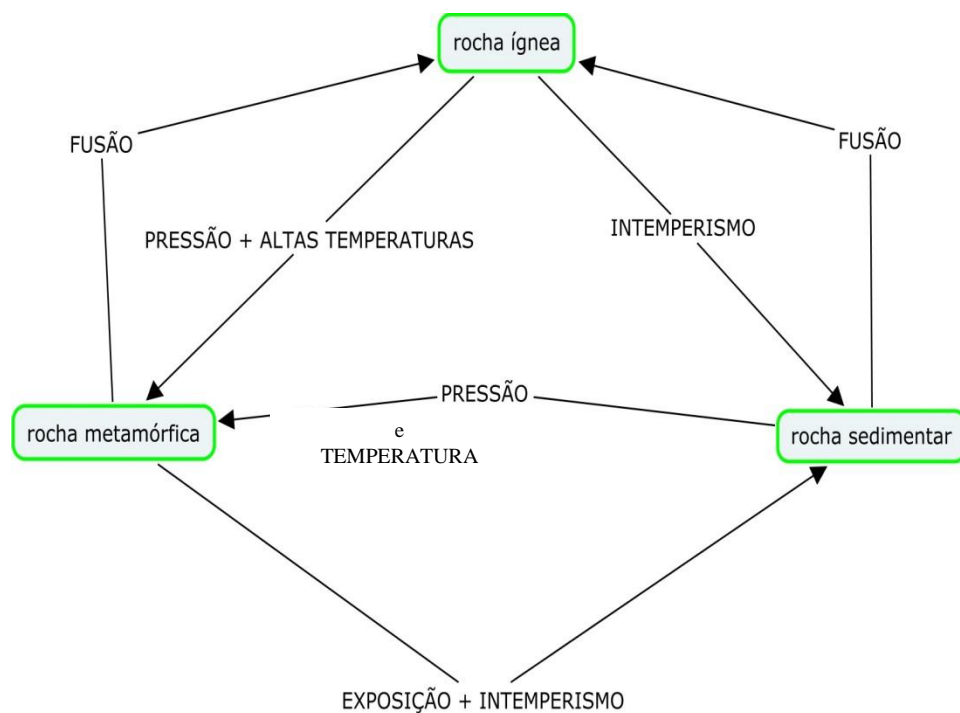 rocha ígnea
FUSÃO
FUSÃO
PRESSÃO + ALTAS TEMPERATURAS
INTEMPERISMO
PRESSÃO
rocha metamórfica
e
TEMPERATURA
rocha sedimentar
EXPOSIÇÃO + INTEMPERISMO